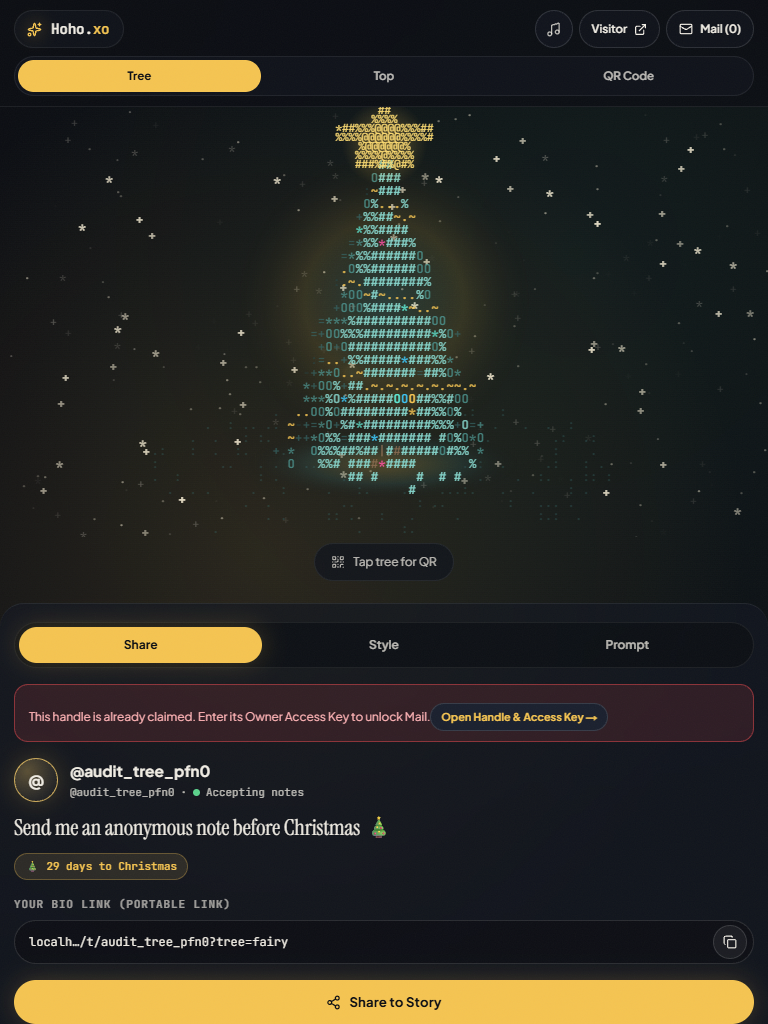 Hoho.xo
Visitor
Mail (0)
Tree
Top
QR Code
Tap tree for QR
Share
Style
Prompt
This handle is already claimed. Enter its Owner Access Key to unlock Mail.
Open Handle & Access Key →
@
@audit_tree_pfn0
@audit_tree_pfn0 · ● Accepting notes
Send me an anonymous note before Christmas 🎄
🎄 29 days to Christmas
YOUR BIO LINK (PORTABLE LINK)
localh…/t/audit_tree_pfn0?tree=fairy
Share to Story